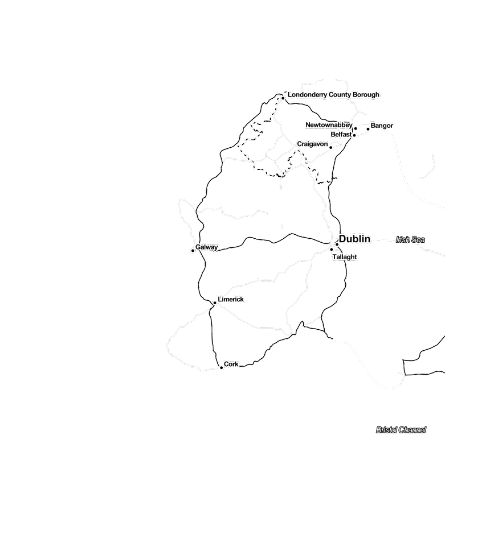 Londonderry County Borough
Newtownabbey
Bangor
Belfast
Craigavon
Dublin
Irish Sea
Galway
Tallaght
Limerick
Cork
Bristol Channel